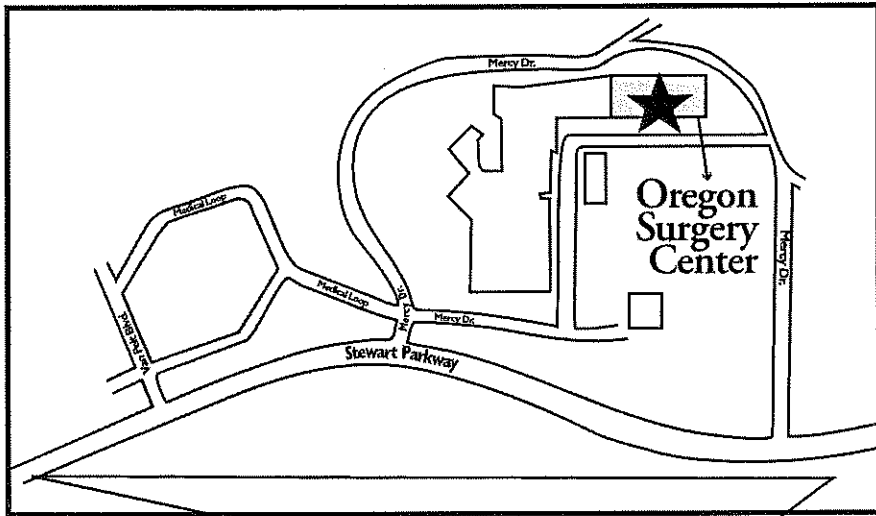 Mercy Dr.
Medical Loop
Oregon
Surgery
Center
Mercy Dr.
Medical Loop
Mercy Dr.
Mercy Dr.
Van Pelt Blvd.
Stewart Parkway